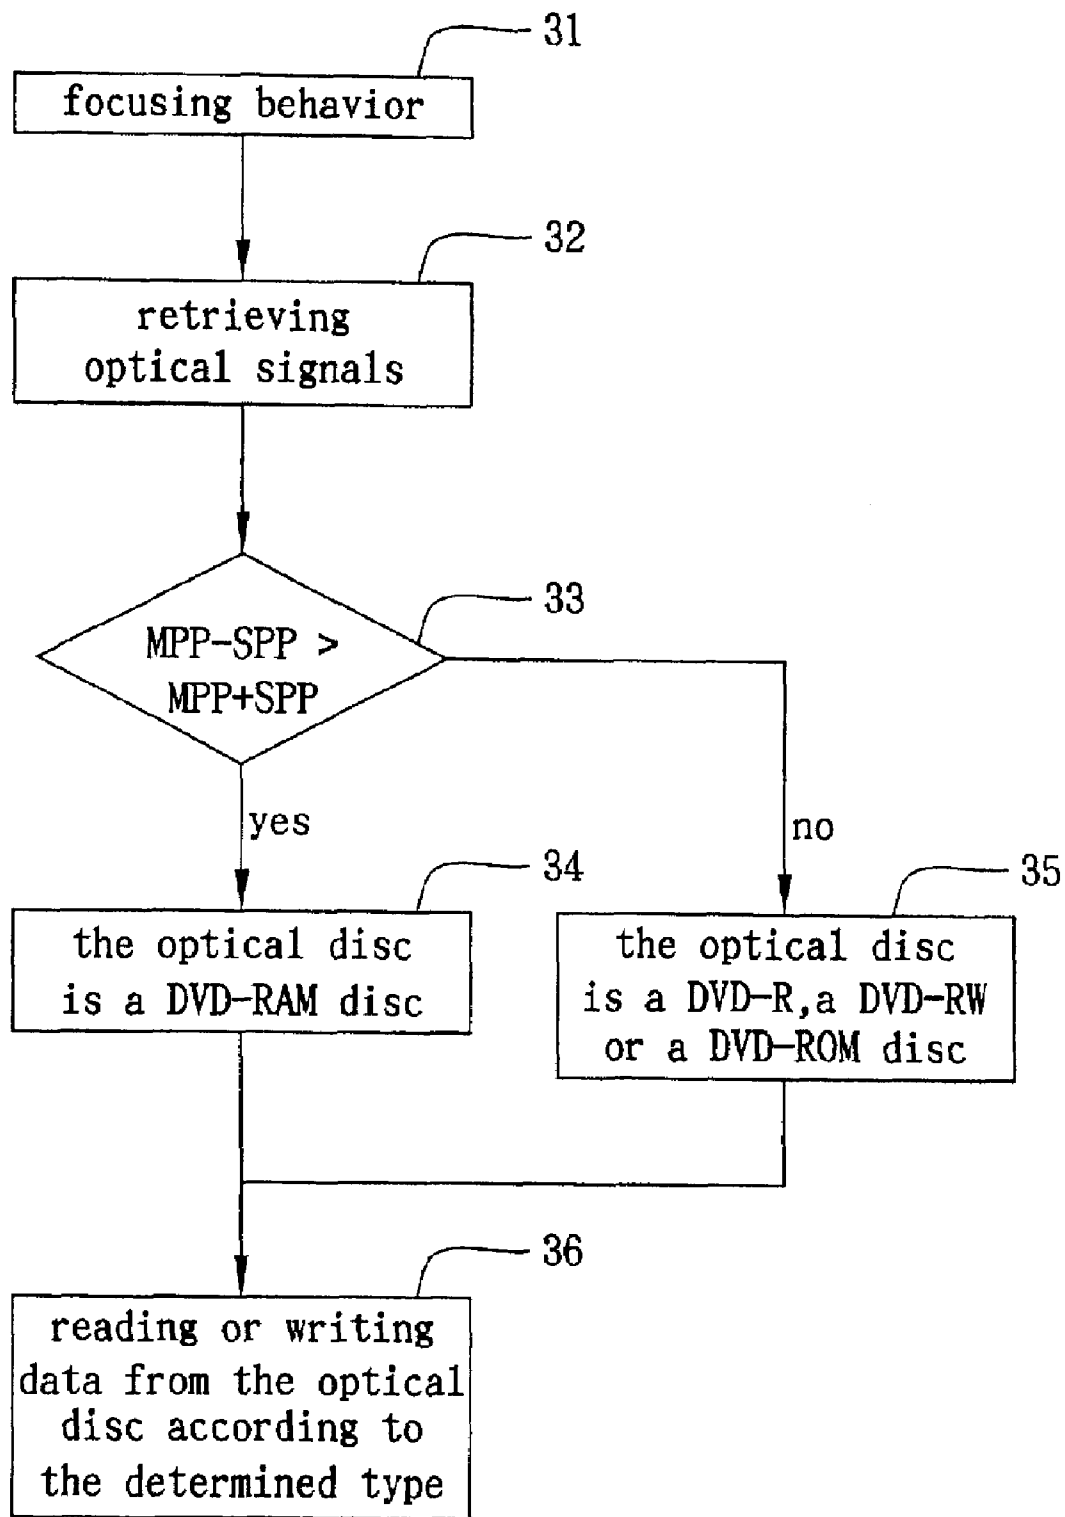 31
focusing behavior
32
retrieving
optical signals
33
MPP-SPP >
MPP+SPP
yes
no
34
the optical disc
is a DVD-RAM disc
35
the optical disc
is a DVD-R,a DVD-RW
or a DVD-ROM disc
36
reading or writing
data from the optical
disc according to
the determined type